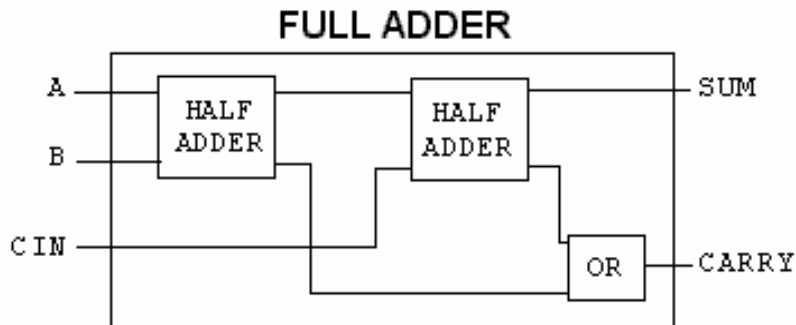 FULL ADDER
A
HALF
ADDER
HALF
ADDER
SUM
B
CIN
OR
CARRY